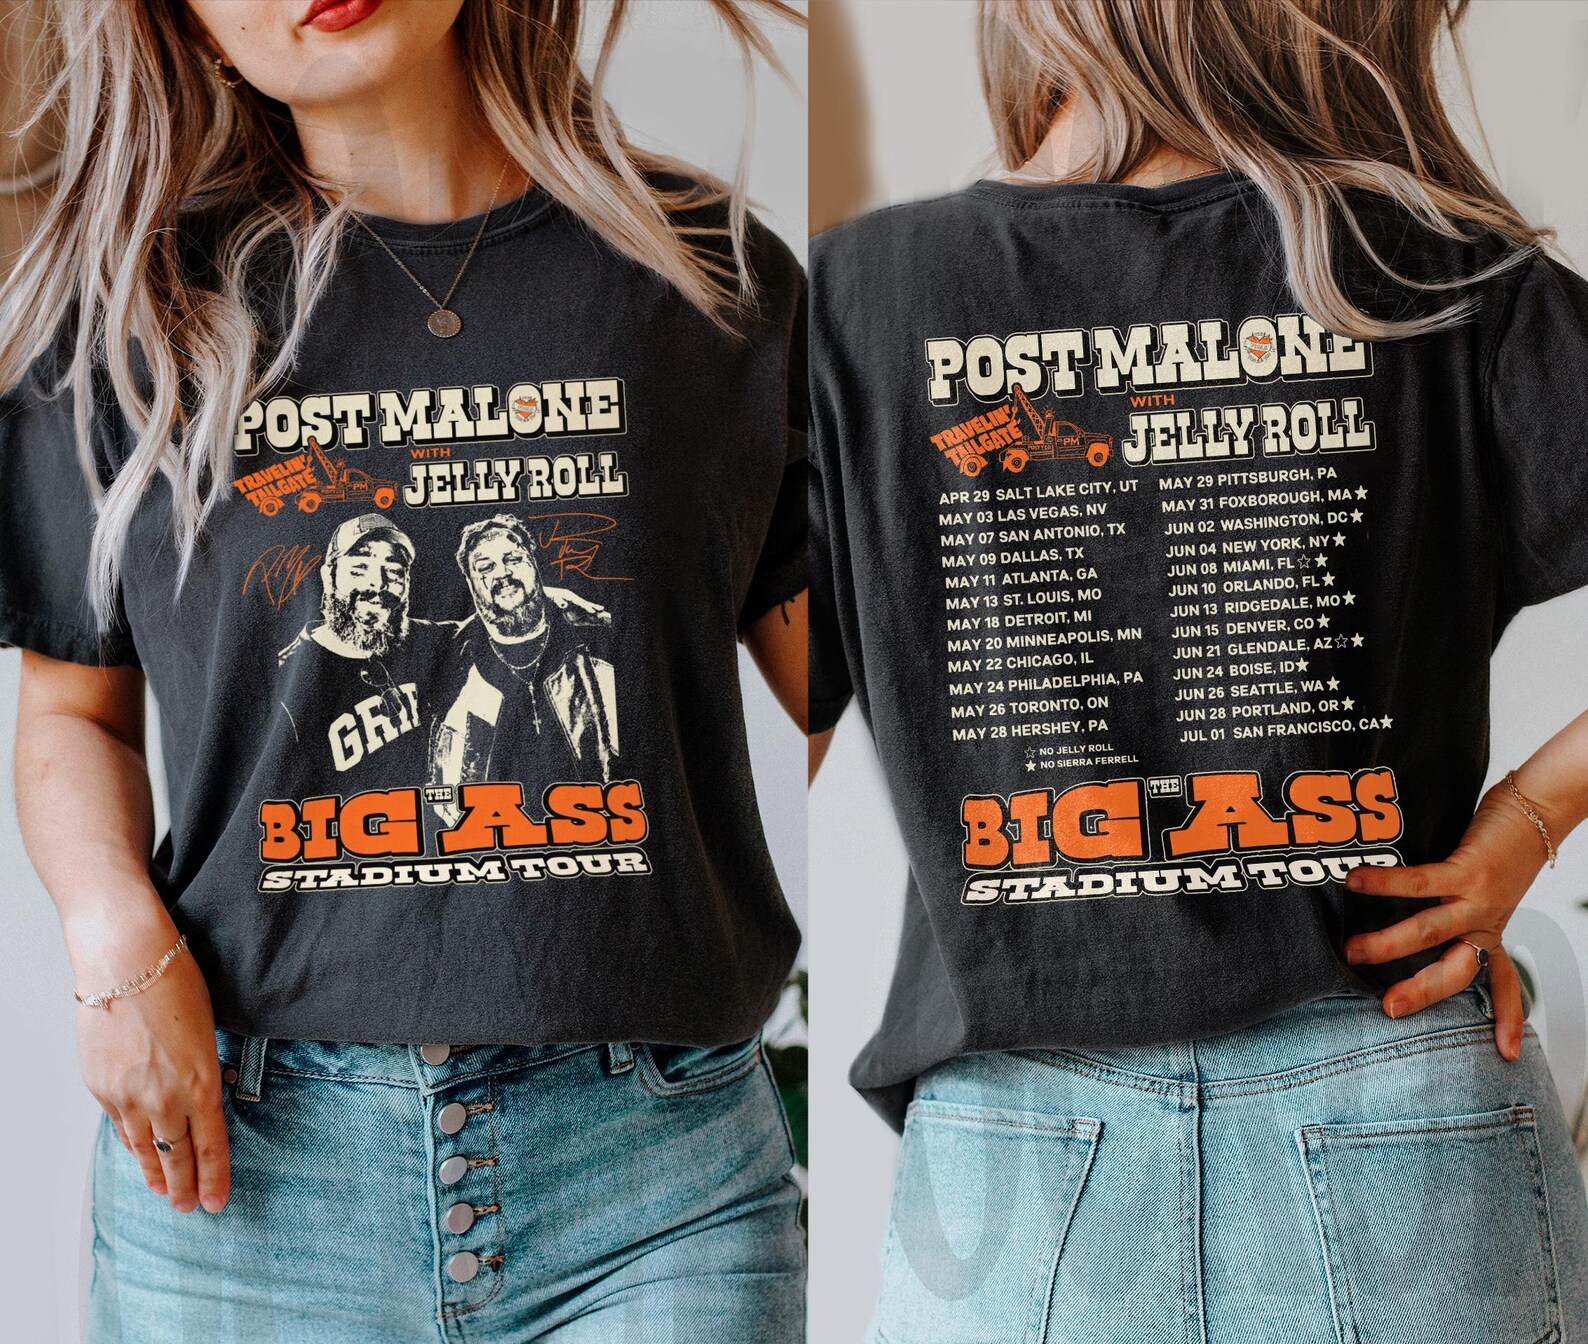 POST MALONE
WITH
TRAVELIN'
TAILGATE
PM
JELLY ROLL
GRI
THE
BIG ASS
STADIUM TOUR
POST MALONE
WITH
TRAVELIN'
TAILGATE
PM
JELLY ROLL
APR 29 SALT LAKE CITY, UT
MAY 03 LAS VEGAS, NV
MAY 07 SAN ANTONIO, TX
MAY 09 DALLAS, TX
MAY 11 ATLANTA, GA
MAY 13 ST. LOUIS, MO
MAY 18 DETROIT, MI
MAY 20 MINNEAPOLIS, MN
MAY 22 CHICAGO, IL
MAY 24 PHILADELPHIA, PA
MAY 26 TORONTO, ON
MAY 28 HERSHEY, PA
MAY 29 PITTSBURGH, PA
MAY 31 FOXBOROUGH, MA★
JUN 02 WASHINGTON, DC★
JUN 04 NEW YORK, NY★
JUN 08 MIAMI, FL☆★
JUN 10 ORLANDO, FL★
JUN 13 RIDGEDALE, MO★
JUN 15 DENVER, CO★
JUN 21 GLENDALE, AZ☆★
JUN 24 BOISE, ID★
JUN 26 SEATTLE, WA★
JUN 28 PORTLAND, OR★
JUL 01 SAN FRANCISCO, CA★
☆ NO JELLY ROLL
★ NO SIERRA FERRELL
THE
BIG ASS
STADIUM TOUR